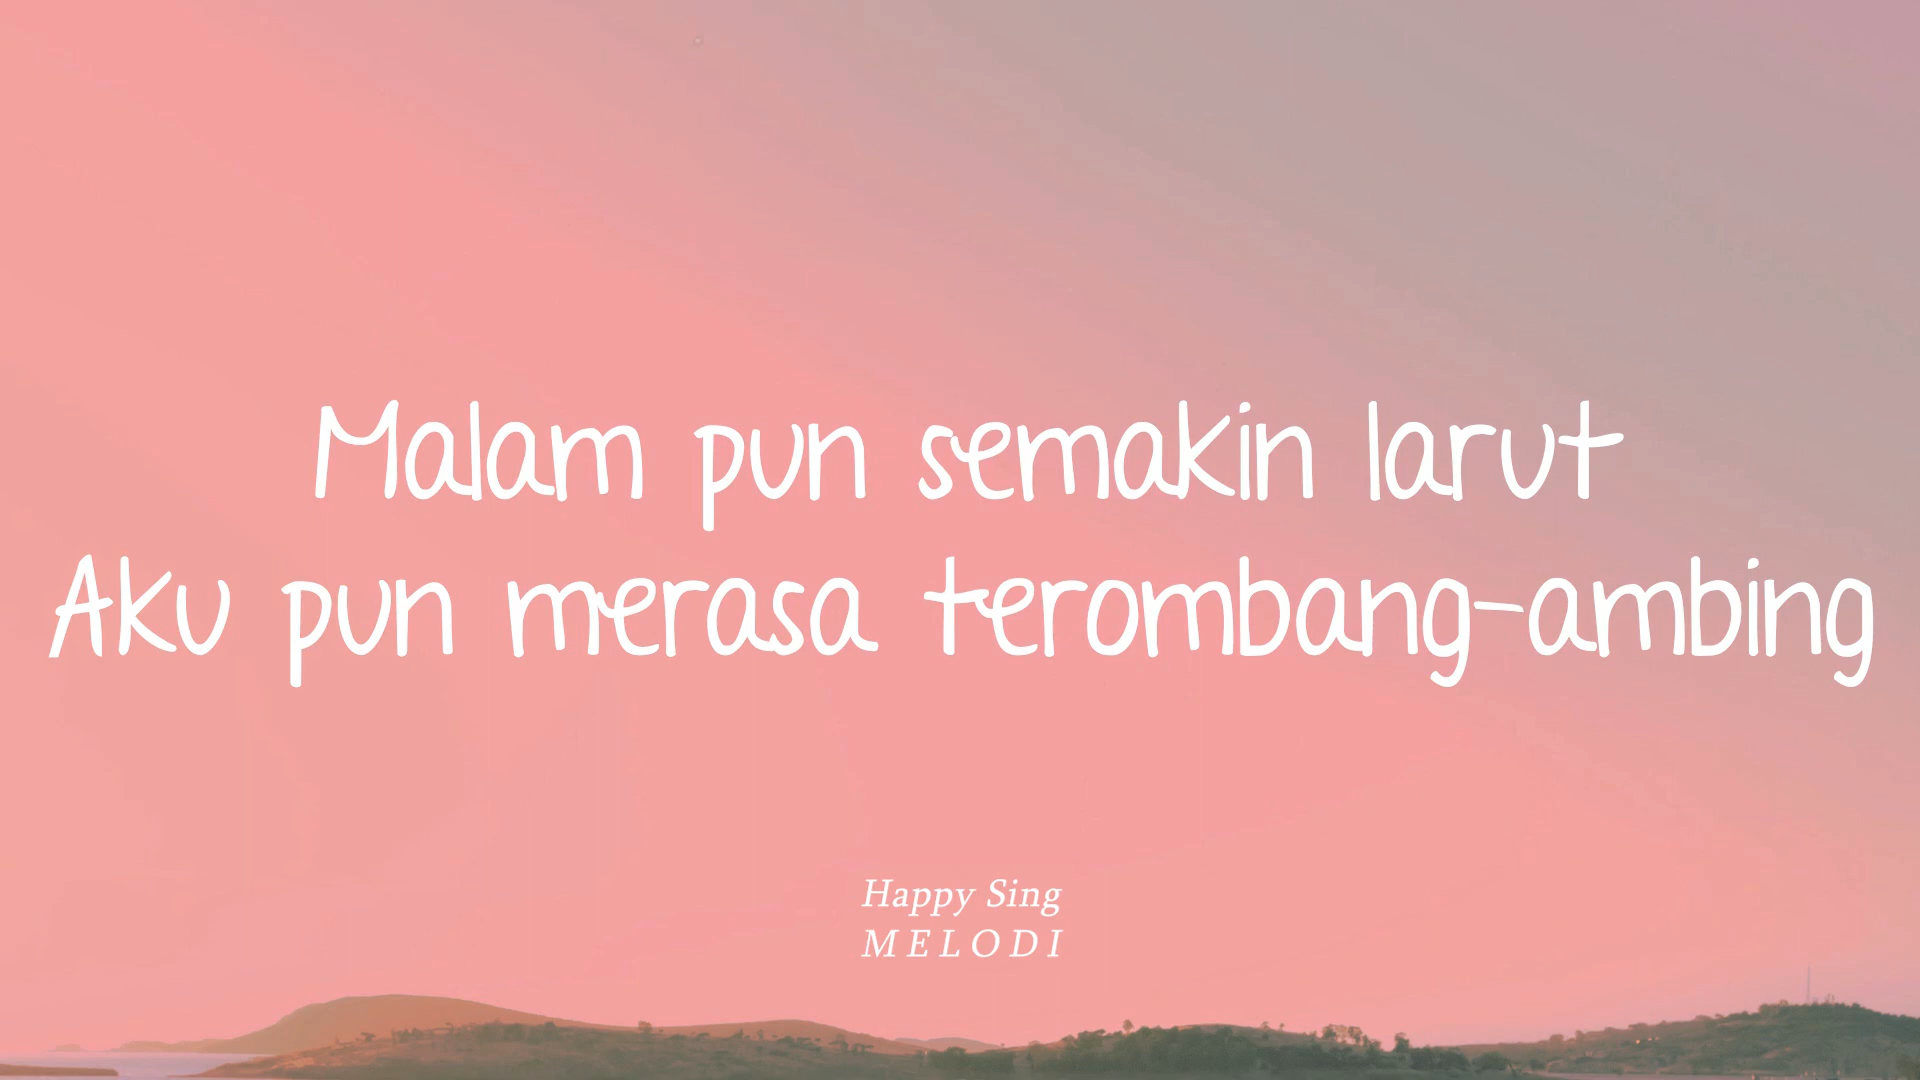 Malam pun semakin larut
Aku pun merasa terombang-ambing
Happy Sing
MELODI